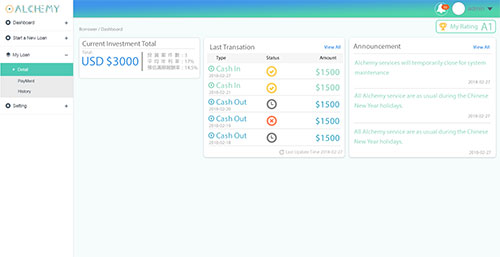 ALCHEMY
Dashboard
Start a New Loan
My Loan
Detail
PayMent
History
Setting
admin
Borrower / Dashboard
My Rating A1
Current Investment Total
Total
USD $3000
: 3
: 17%
: 18.5%
Last Transation View All
Type Status Amount
Cash In $1500
2018-02-27
Cash In $1500
2018-02-21
Cash Out $1500
2018-02-20
Cash Out $1500
2018-02-19
Cash Out $1500
2018-02-18
Last Updated Time 2018-02-27
Announcement View All
Alchemy services will temporarily close for system
maintenance
2018-02-27
All Alchemy service are as usual during the Chinese
New Year holidays.
2018-02-21
All Alchemy service are as usual during the Chinese
New Year holidays.
2018-02-21